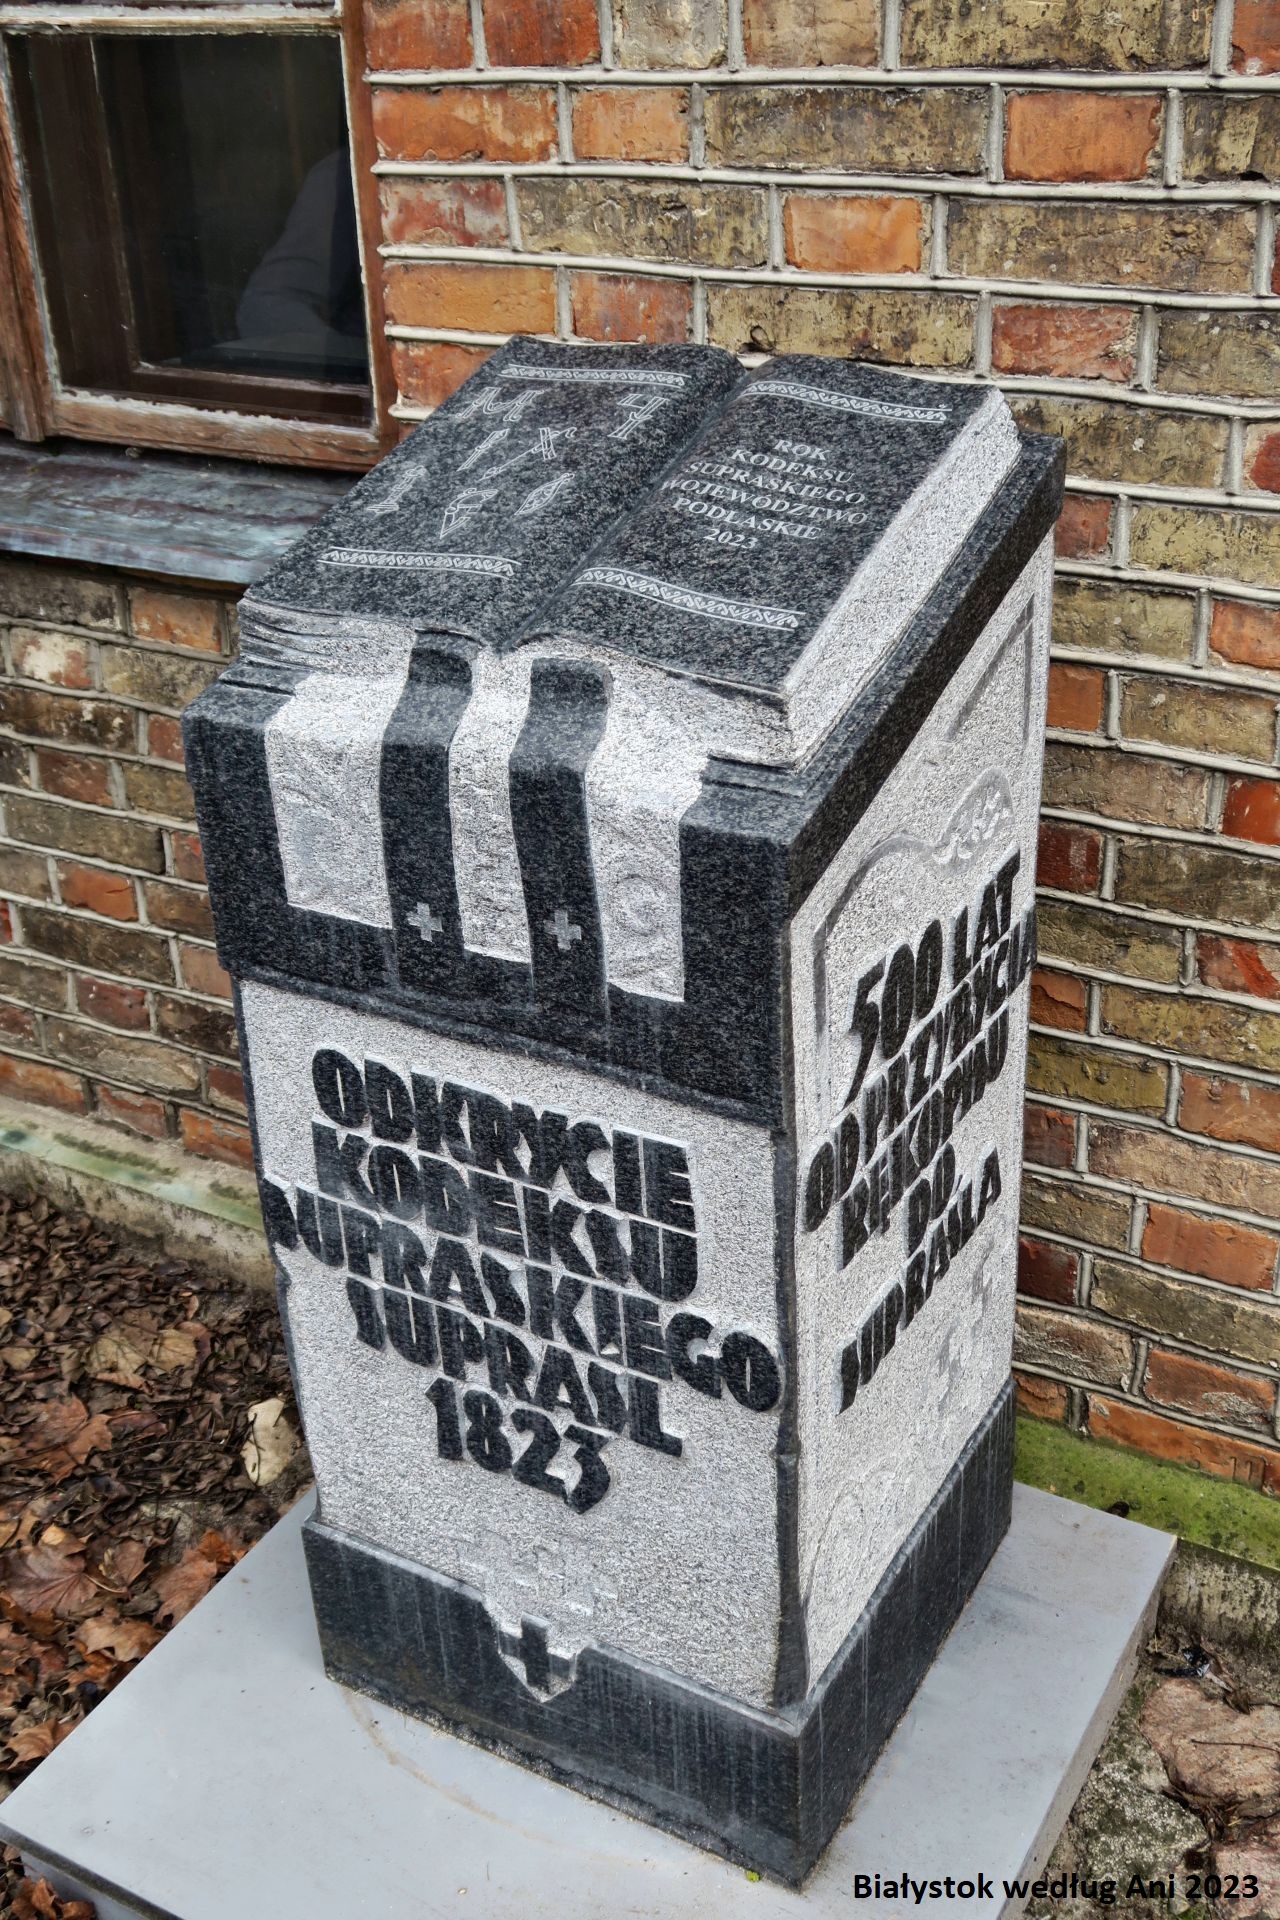 ROK
KODEKSU
SUPRASKIEGO
WOJEWÓDZTWO
PODLASKIE
2023
ODKRYCIE
KODEKSU
SUPRASKIEGO
SUPRAŚL
1823
500 LAT
OD PRZYBYCIA
RĘKOPISU
DO
SUPRAŚLA
Białystok według Ani 2023